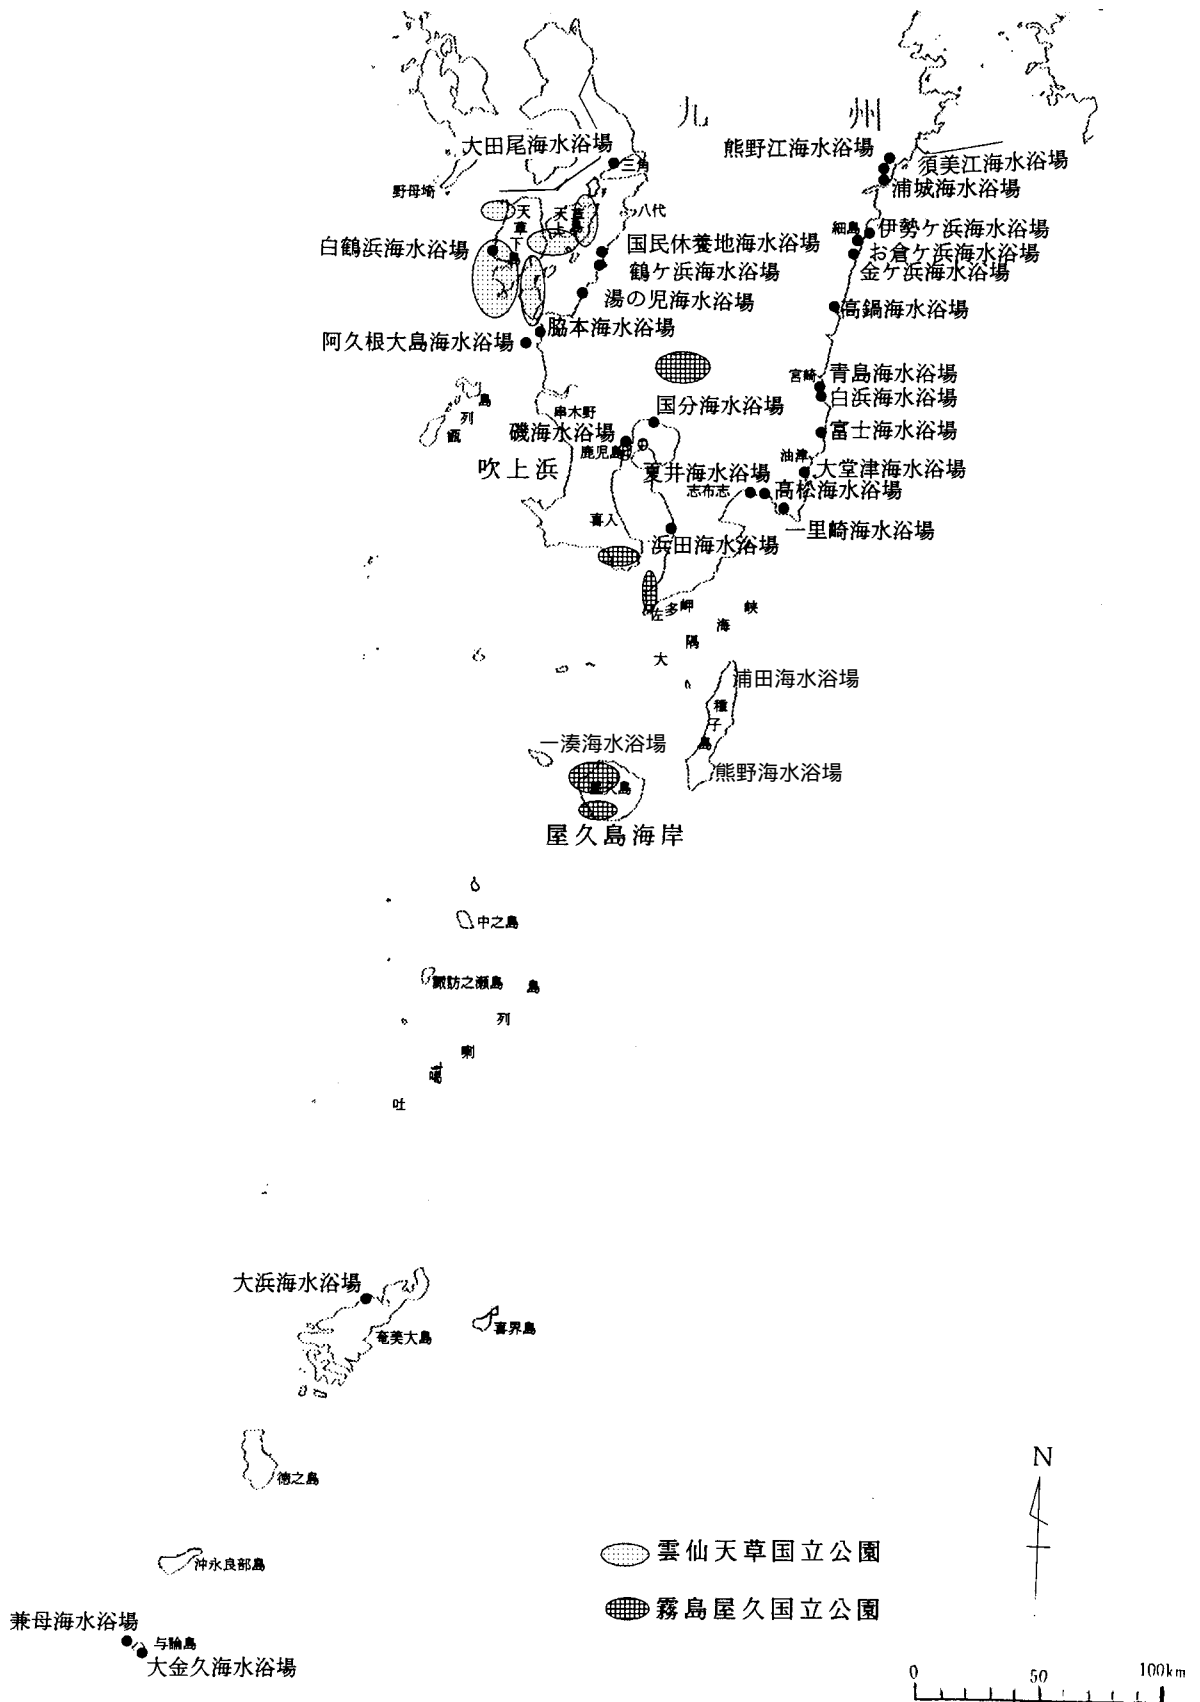 九州
大田尾海水浴場
三角
熊野江海水浴場
須美江海水浴場
浦城海水浴場
野母埼
八代
天草下島
白鶴浜海水浴場
国民休養地海水浴場
鶴ケ浜海水浴場
湯の児海水浴場
細島
伊勢ケ浜海水浴場
お倉ケ浜海水浴場
金ケ浜海水浴場
高鍋海水浴場
脇本海水浴場
阿久根大島海水浴場
宮崎
青島海水浴場
白浜海水浴場
甑列島
串木野
国分海水浴場
磯海水浴場
鹿児島
富士海水浴場
吹上浜
夏井海水浴場
油津
大堂津海水浴場
志布志
高松海水浴場
喜入
浜田海水浴場
一里崎海水浴場
佐多岬
大隅海峡
浦田海水浴場
種子島
一湊海水浴場
熊野海水浴場
屋久島
屋久島海岸
中之島
諏訪之瀬島
吐噶喇列島
大浜海水浴場
奄美大島
喜界島
徳之島
沖永良部島
兼母海水浴場
与論島
大金久海水浴場
N
雲仙天草国立公園
霧島屋久国立公園
0 50 100km